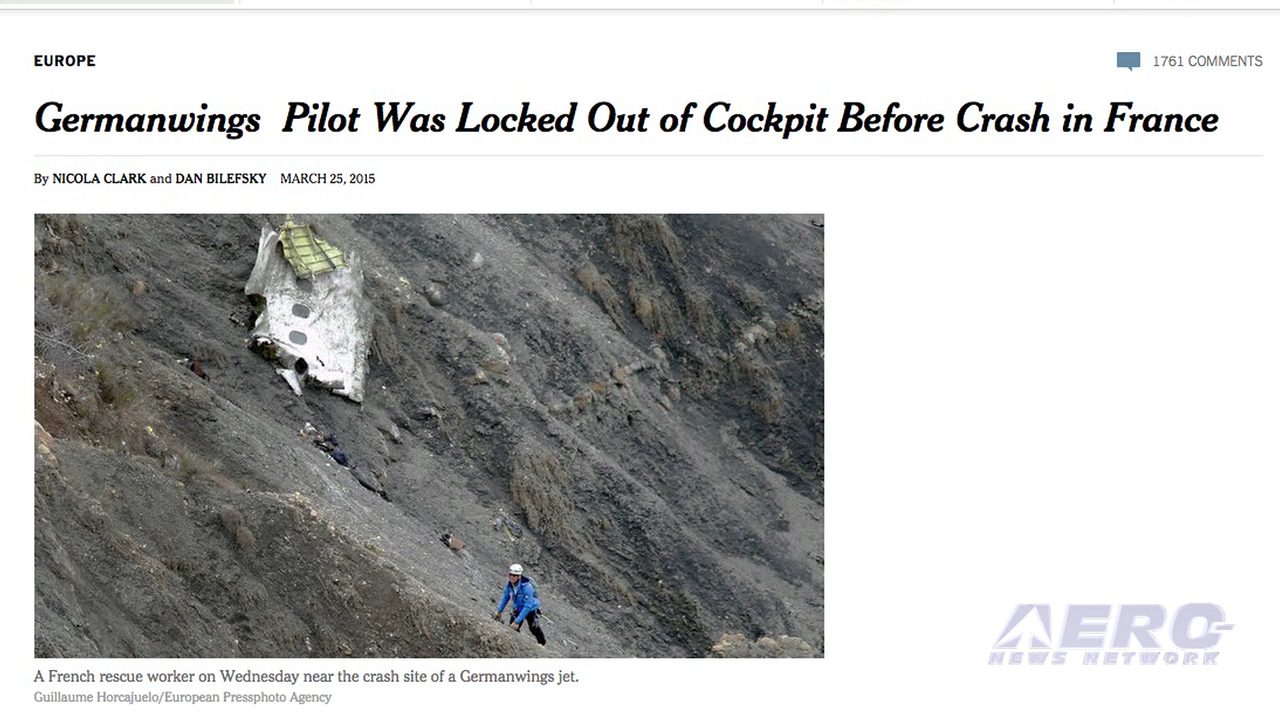 EUROPE
1761 COMMENTS
Germanwings Pilot Was Locked Out of Cockpit Before Crash in France
By NICOLA CLARK and DAN BILEFSKY MARCH 25, 2015
A French rescue worker on Wednesday near the crash site of a Germanwings jet.
Guillaume Horcajuelo/European Pressphoto Agency
AERO
NEWS NETWORK